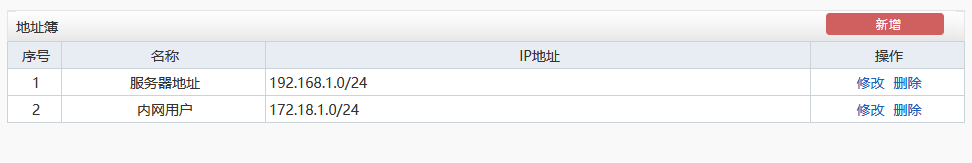 地址簿 新增
序号 名称 IP地址 操作
1 服务器地址 192.168.1.0/24 修改 删除
2 内网用户 172.18.1.0/24 修改 删除